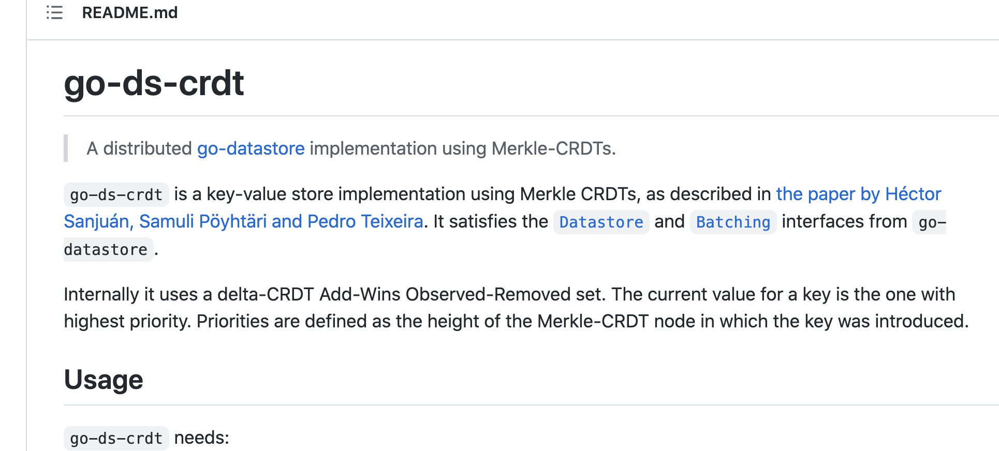 README.md
go-ds-crdt
A distributed go-datastore implementation using Merkle-CRDTs.
go-ds-crdt is a key-value store implementation using Merkle CRDTs, as described in the paper by Héctor
Sanjuán, Samuli Pöyhtäri and Pedro Teixeira. It satisfies the Datastore and Batching interfaces from go-
datastore.
Internally it uses a delta-CRDT Add-Wins Observed-Removed set. The current value for a key is the one with
highest priority. Priorities are defined as the height of the Merkle-CRDT node in which the key was introduced.
Usage
go-ds-crdt needs: